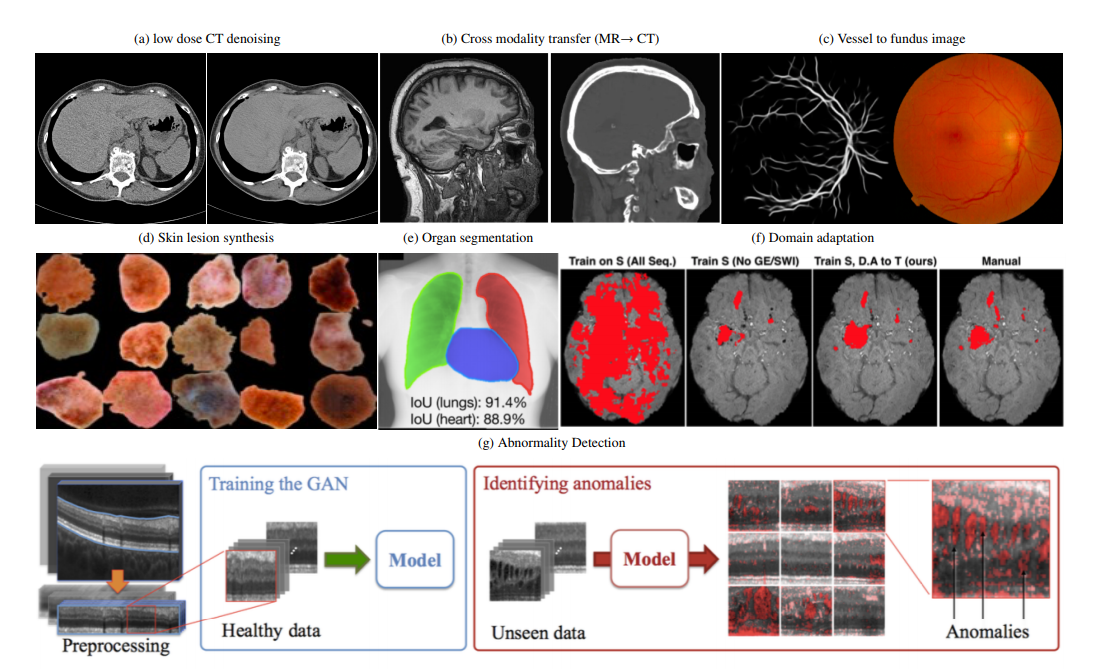 (a) low dose CT denoising
(b) Cross modality transfer (MR→ CT)
(c) Vessel to fundus image
(d) Skin lesion synthesis
(e) Organ segmentation
(f) Domain adaptation
IoU (lungs): 91.4%
IoU (heart): 88.9%
Train on S (All Seq.)
Train S (No GE/SWI)
Train S, D.A to T (ours)
Manual
(g) Abnormality Detection
Preprocessing
Training the GAN
Healthy data
Model
Identifying anomalies
Unseen data
Model
Anomalies